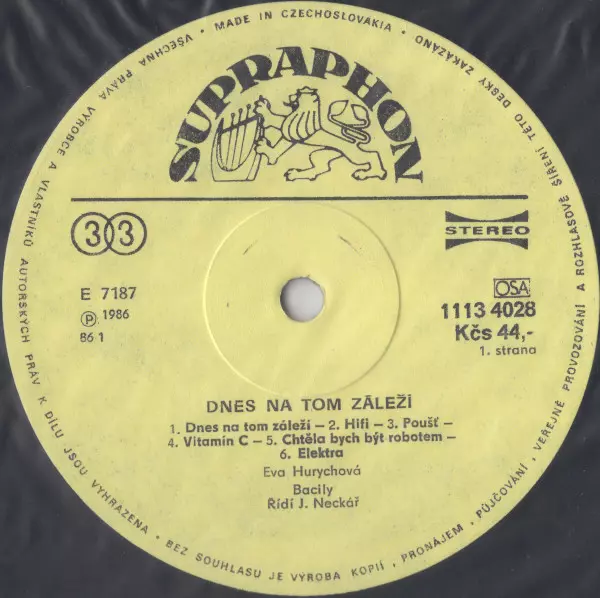 MADE IN CZECHOSLOVAKIA • VŠECHNA PRÁVA VÝROBCE A VLASTNÍKŮ AUTORSKÝCH PRÁV K DÍLU JSOU VYHRAZENA • BEZ SOUHLASU JE VÝROBA KOPIÍ, PRONÁJEM, PŮJČOVÁNÍ, VEŘEJNÉ PROVOZOVÁNÍ A ROZHLASOVÉ ŠÍŘENÍ TÉTO DESKY ZAKÁZÁNO •
SUPRAPHON
33
STEREO
E 7187
OSA
℗ 1986
1113 4028
86 1
Kčs 44,-
1. strana
DNES NA TOM ZÁLEŽÍ
1. Dnes na tom záleží – 2. Hifi – 3. Poušť –
4. Vitamín C – 5. Chtěla bych být robotem –
6. Elektra
Eva Hurychová
Bacily
Řídí J. Neckář